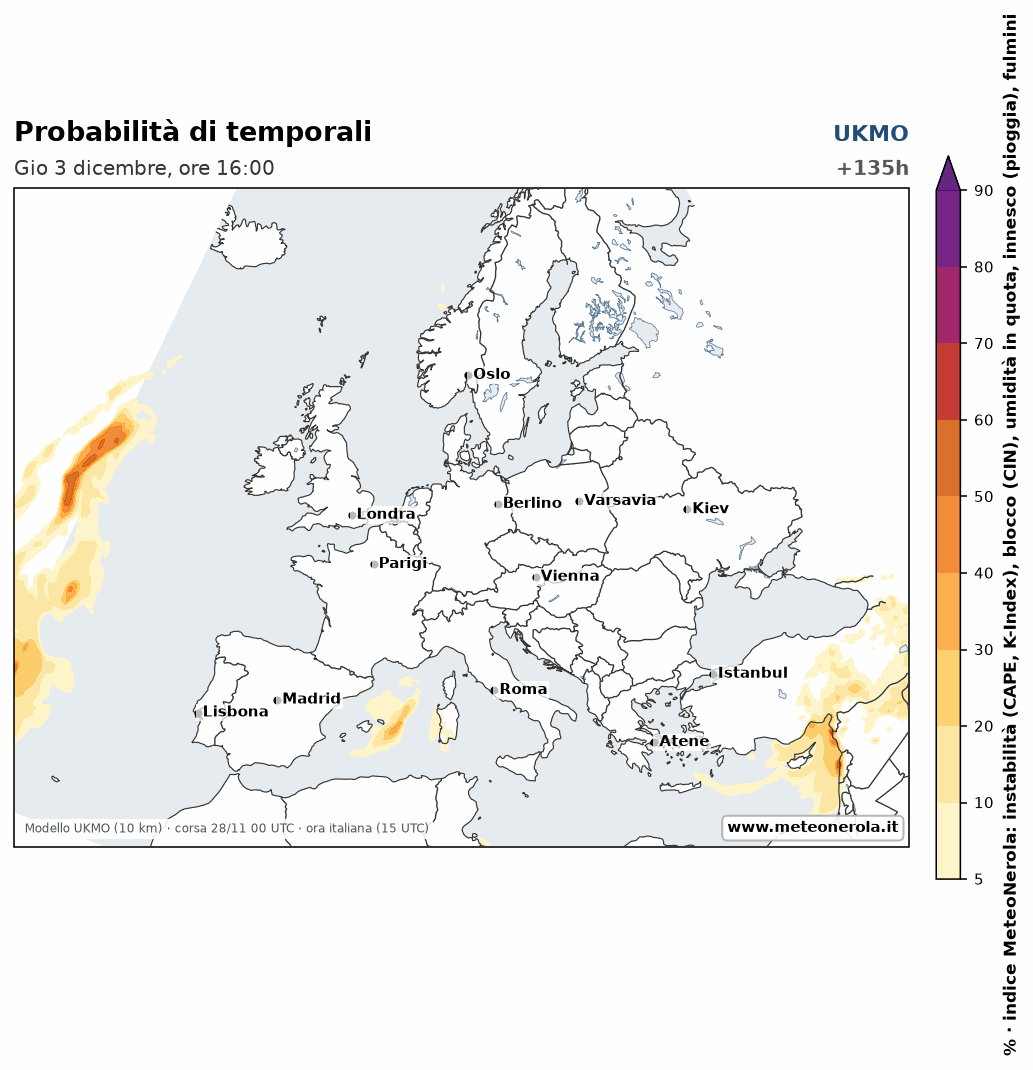 Probabilità di temporali
UKMO
Gio 3 dicembre, ore 16:00
+135h
90
80
70
60
50
40
30
20
10
5
% · indice MeteoNerola: instabilità (CAPE, K-Index), blocco (CIN), umidità in quota, innesco (pioggia), fulmini
Oslo
Berlino
Varsavia
Londra
Kiev
Parigi
Vienna
Istanbul
Roma
Madrid
Lisbona
Atene
Modello UKMO (10 km) · corsa 28/11 00 UTC · ora italiana (15 UTC)
www.meteonerola.it